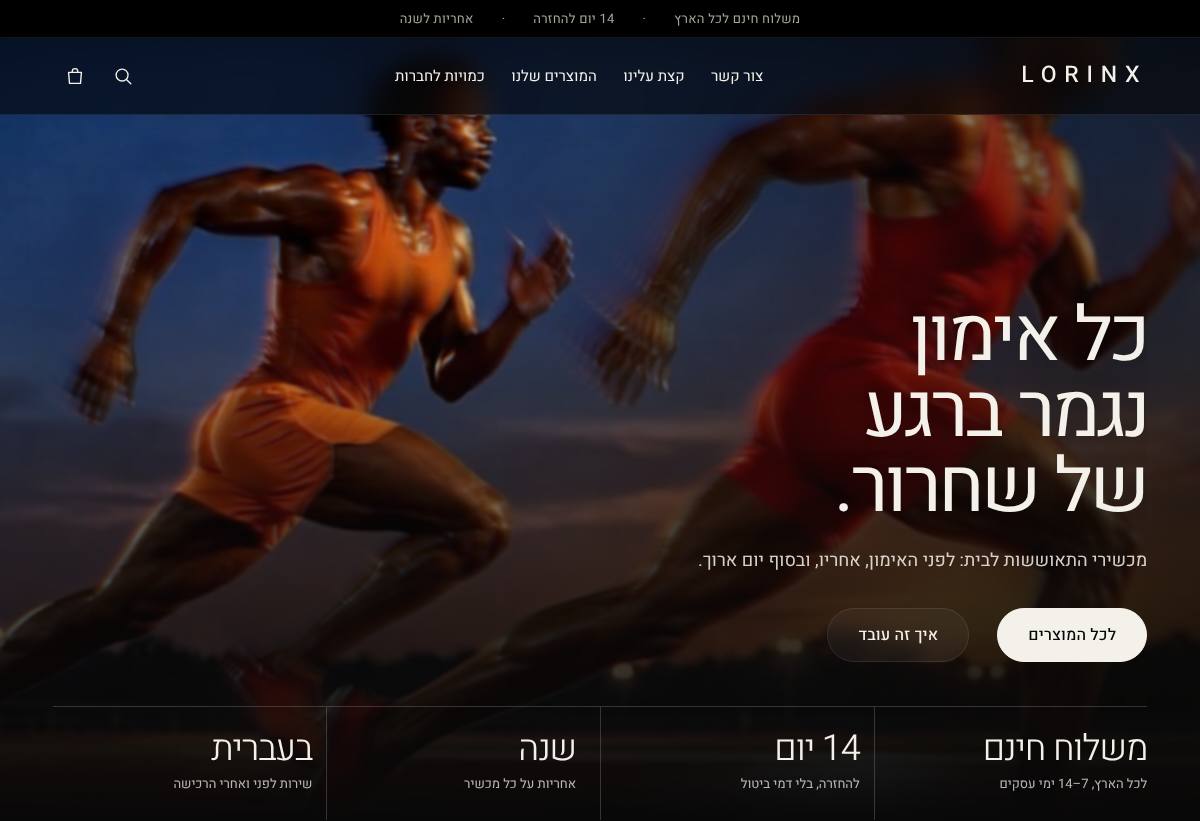 משלוח חינם לכל הארץ · 14 יום להחזרה · אחריות לשנה
LORINX
צור קשר קצת עלינו המוצרים שלנו כמויות לחברות
כל אימון
נגמר ברגע
של שחרור.
מכשירי התאוששות לבית: לפני האימון, אחריו, ובסוף יום ארוך.
לכל המוצרים
איך זה עובד
משלוח חינם
לכל הארץ, 7–14 ימי עסקים
14 יום
להחזרה, בלי דמי ביטול
שנה
אחריות על כל מכשיר
בעברית
שירות לפני ואחרי הרכישה